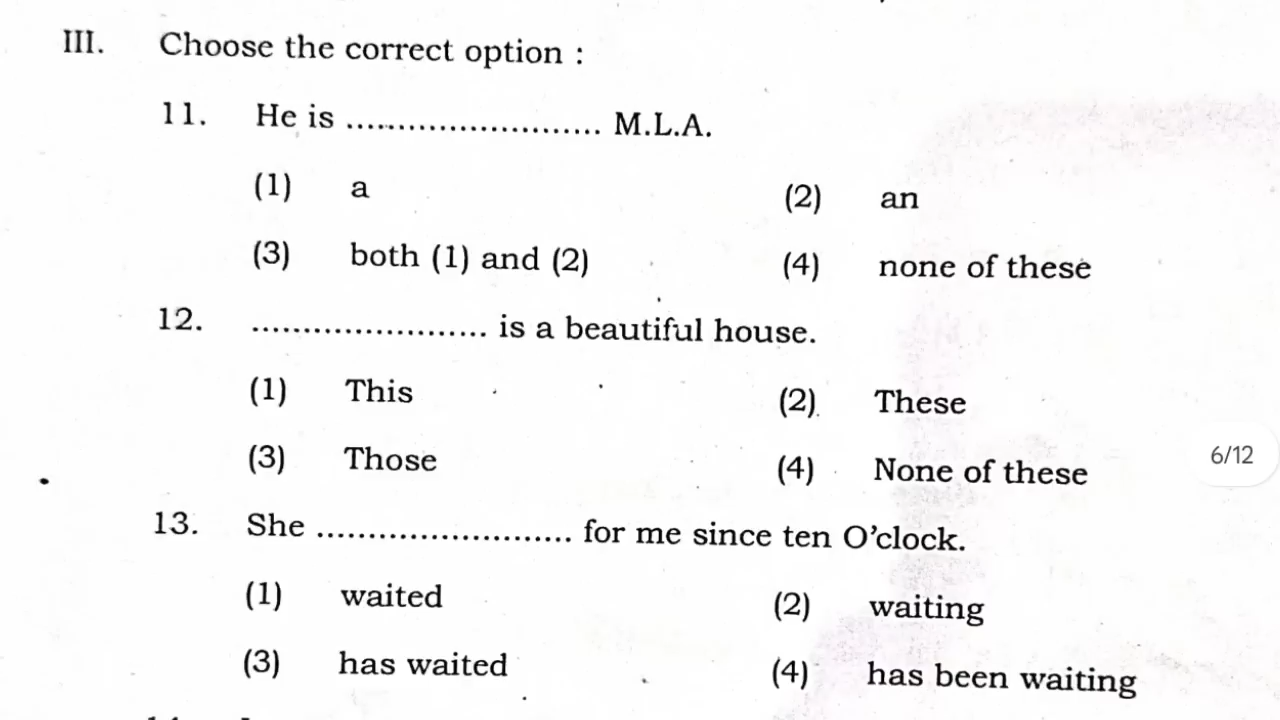 III. Choose the correct option :
11. He is ......................... M.L.A.
(1) a (2) an
(3) both (1) and (2) (4) none of these
12. ....................... is a beautiful house.
(1) This (2) These
(3) Those (4) None of these
6/12
13. She ......................... for me since ten O'clock.
(1) waited (2) waiting
(3) has waited (4) has been waiting